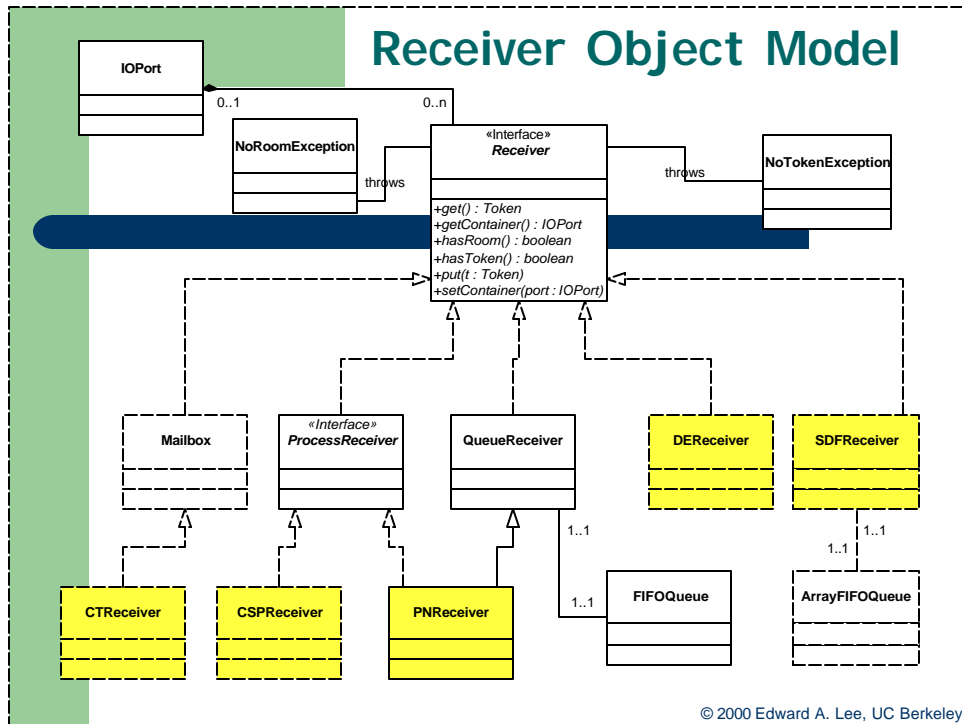 Receiver Object Model
IOPort
0..1
0..n
NoRoomException
throws
«Interface»
Receiver
+get() : Token
+getContainer() : IOPort
+hasRoom() : boolean
+hasToken() : boolean
+put(t : Token)
+setContainer(port : IOPort)
throws
NoTokenException
Mailbox
«Interface»
ProcessReceiver
QueueReceiver
DEReceiver
SDFReceiver
1..1
1..1
1..1
1..1
CTReceiver
CSPReceiver
PNReceiver
FIFOQueue
ArrayFIFOQueue
© 2000 Edward A. Lee, UC Berkeley